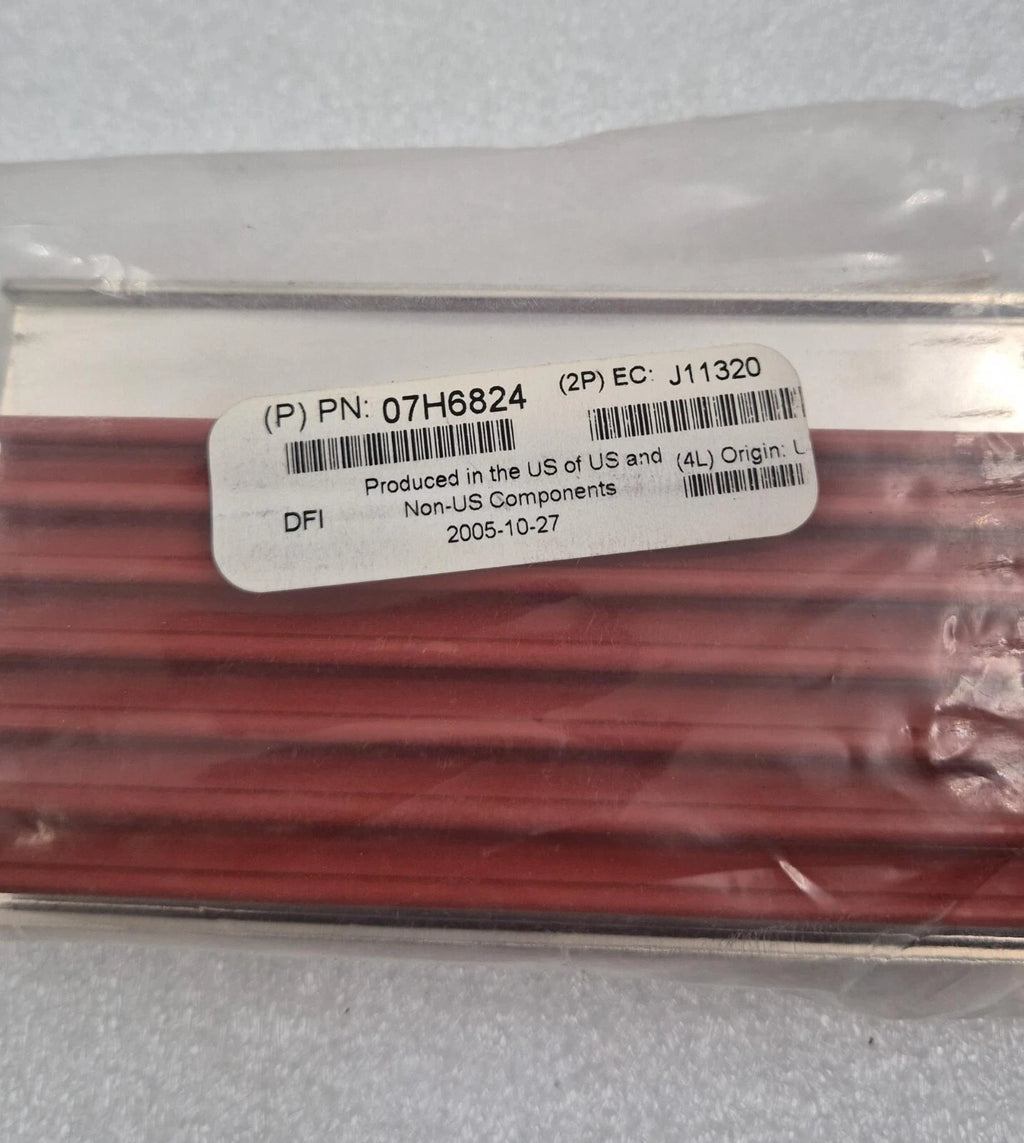 (P) PN: 07H6824 (2P) EC: J11320
Produced in the US of US and (4L) Origin:
DFI Non-US Components
2005-10-27